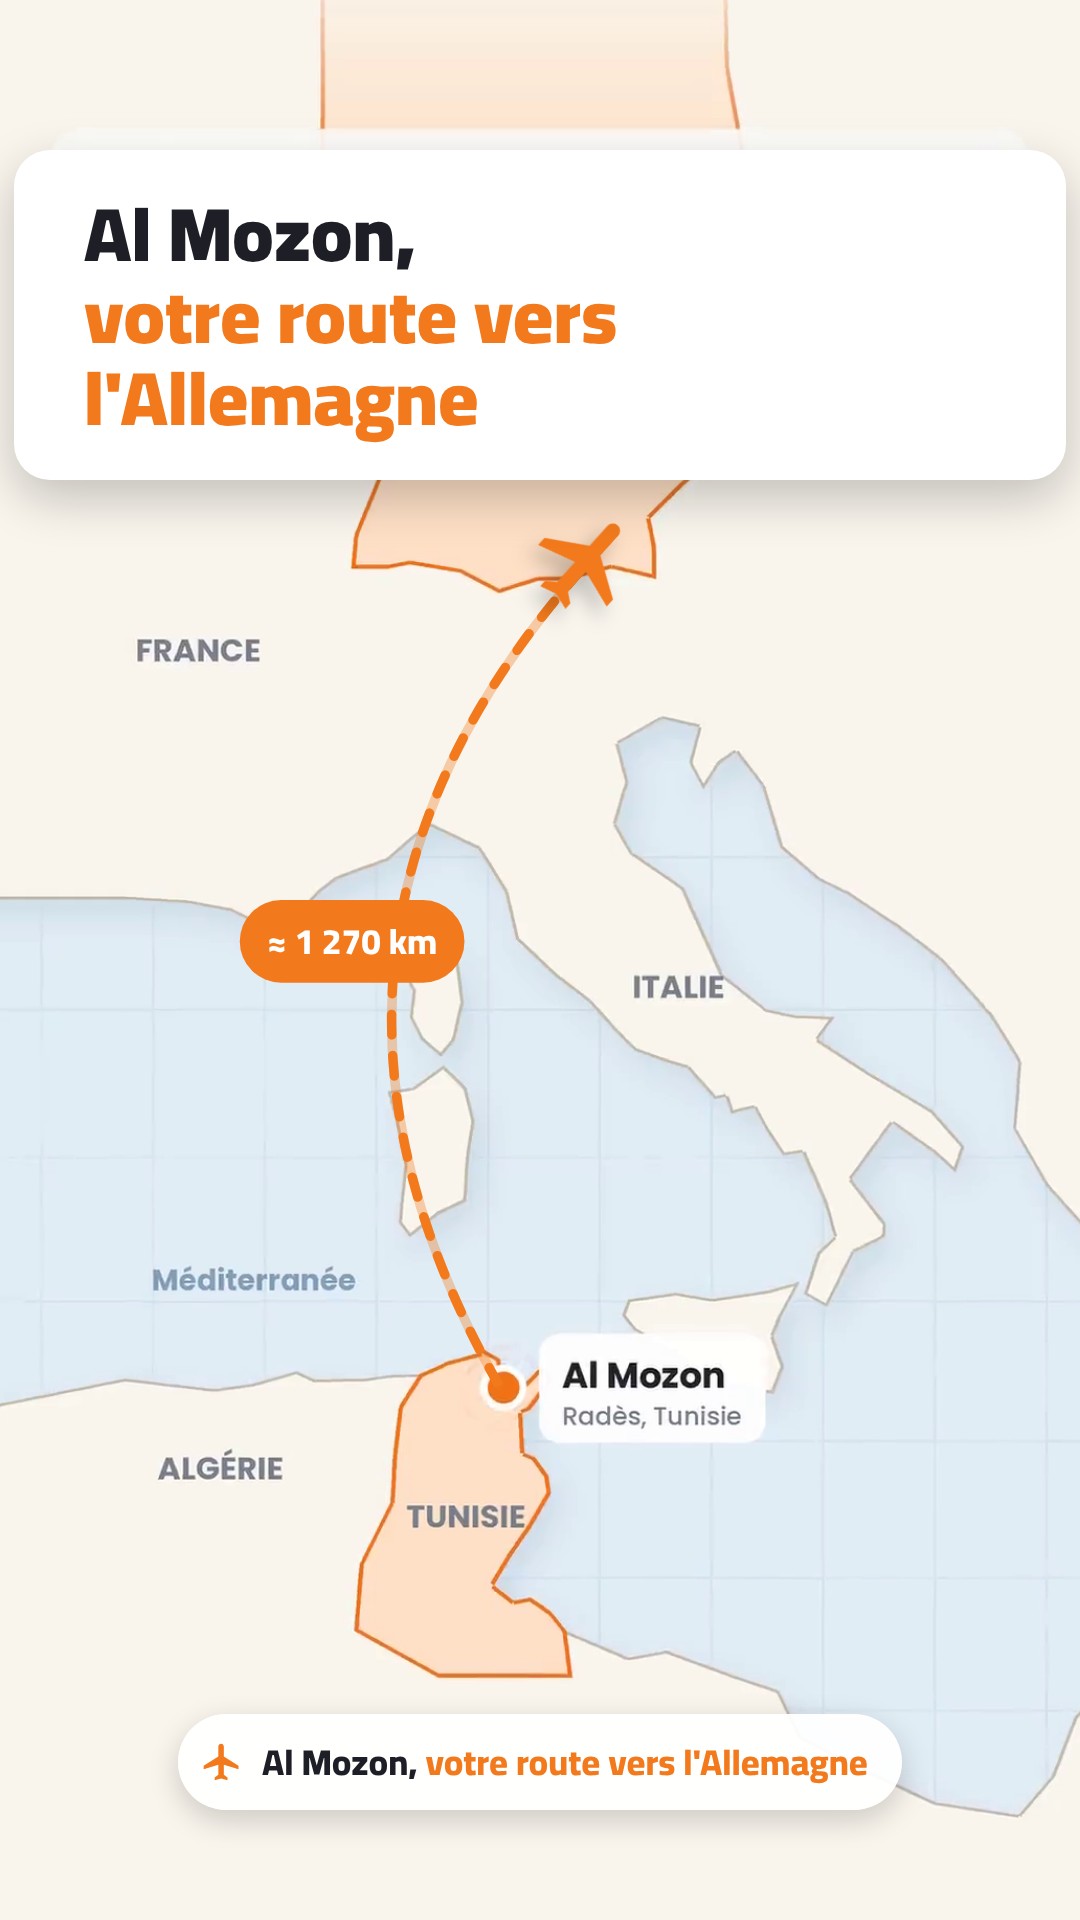 Al Mozon,
votre route vers
l'Allemagne
FRANCE
≈ 1 270 km
ITALIE
Méditerranée
Al Mozon
Radès, Tunisie
ALGÉRIE
TUNISIE
Al Mozon, votre route vers l'Allemagne